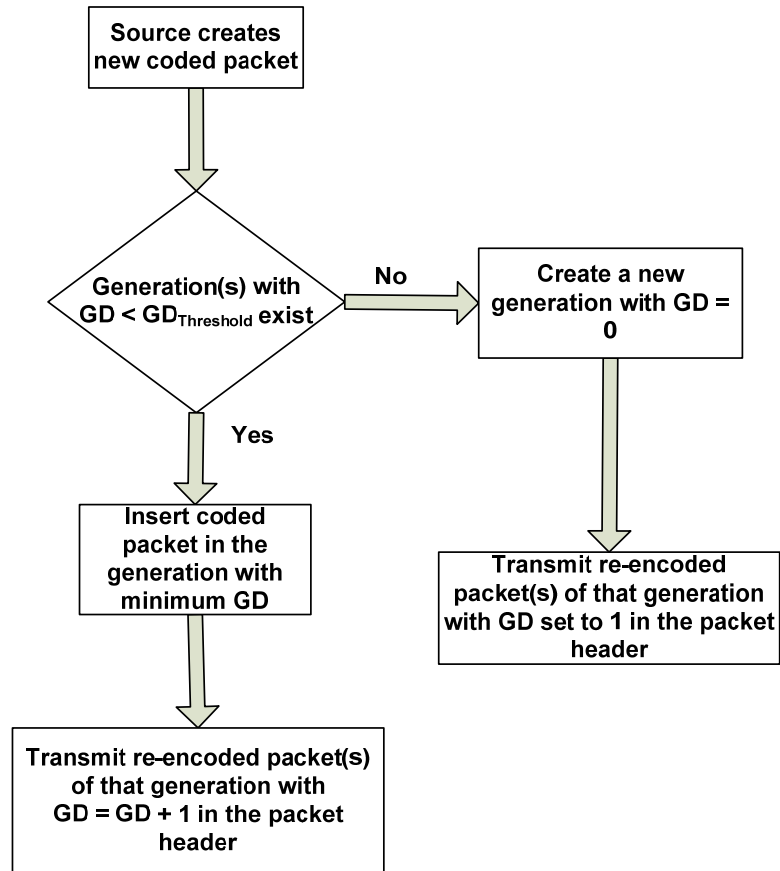 Source creates
new coded packet
Generation(s) with
GD < GDThreshold exist
No
Create a new
generation with GD =
0
Yes
Insert coded
packet in the
generation with
minimum GD
Transmit re-encoded
packet(s) of that generation
with GD set to 1 in the packet
header
Transmit re-encoded packet(s)
of that generation with
GD = GD + 1 in the packet
header